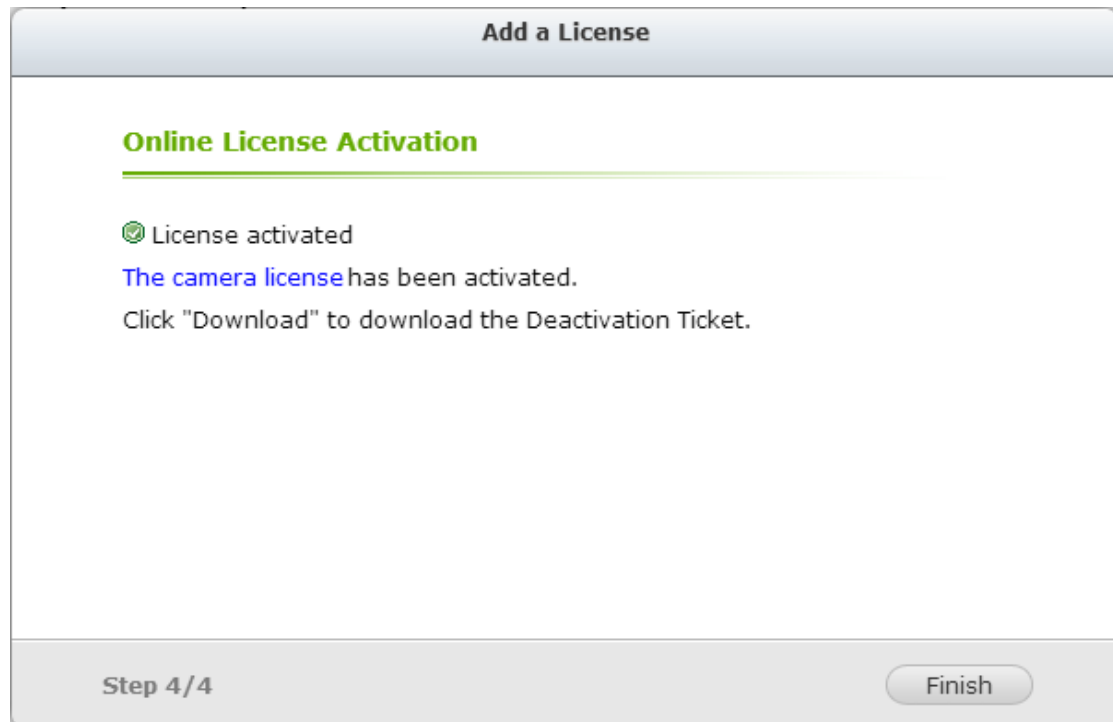 Add a License
Online License Activation
License activated
The camera license has been activated.
Click "Download" to download the Deactivation Ticket.
Step 4/4
Finish